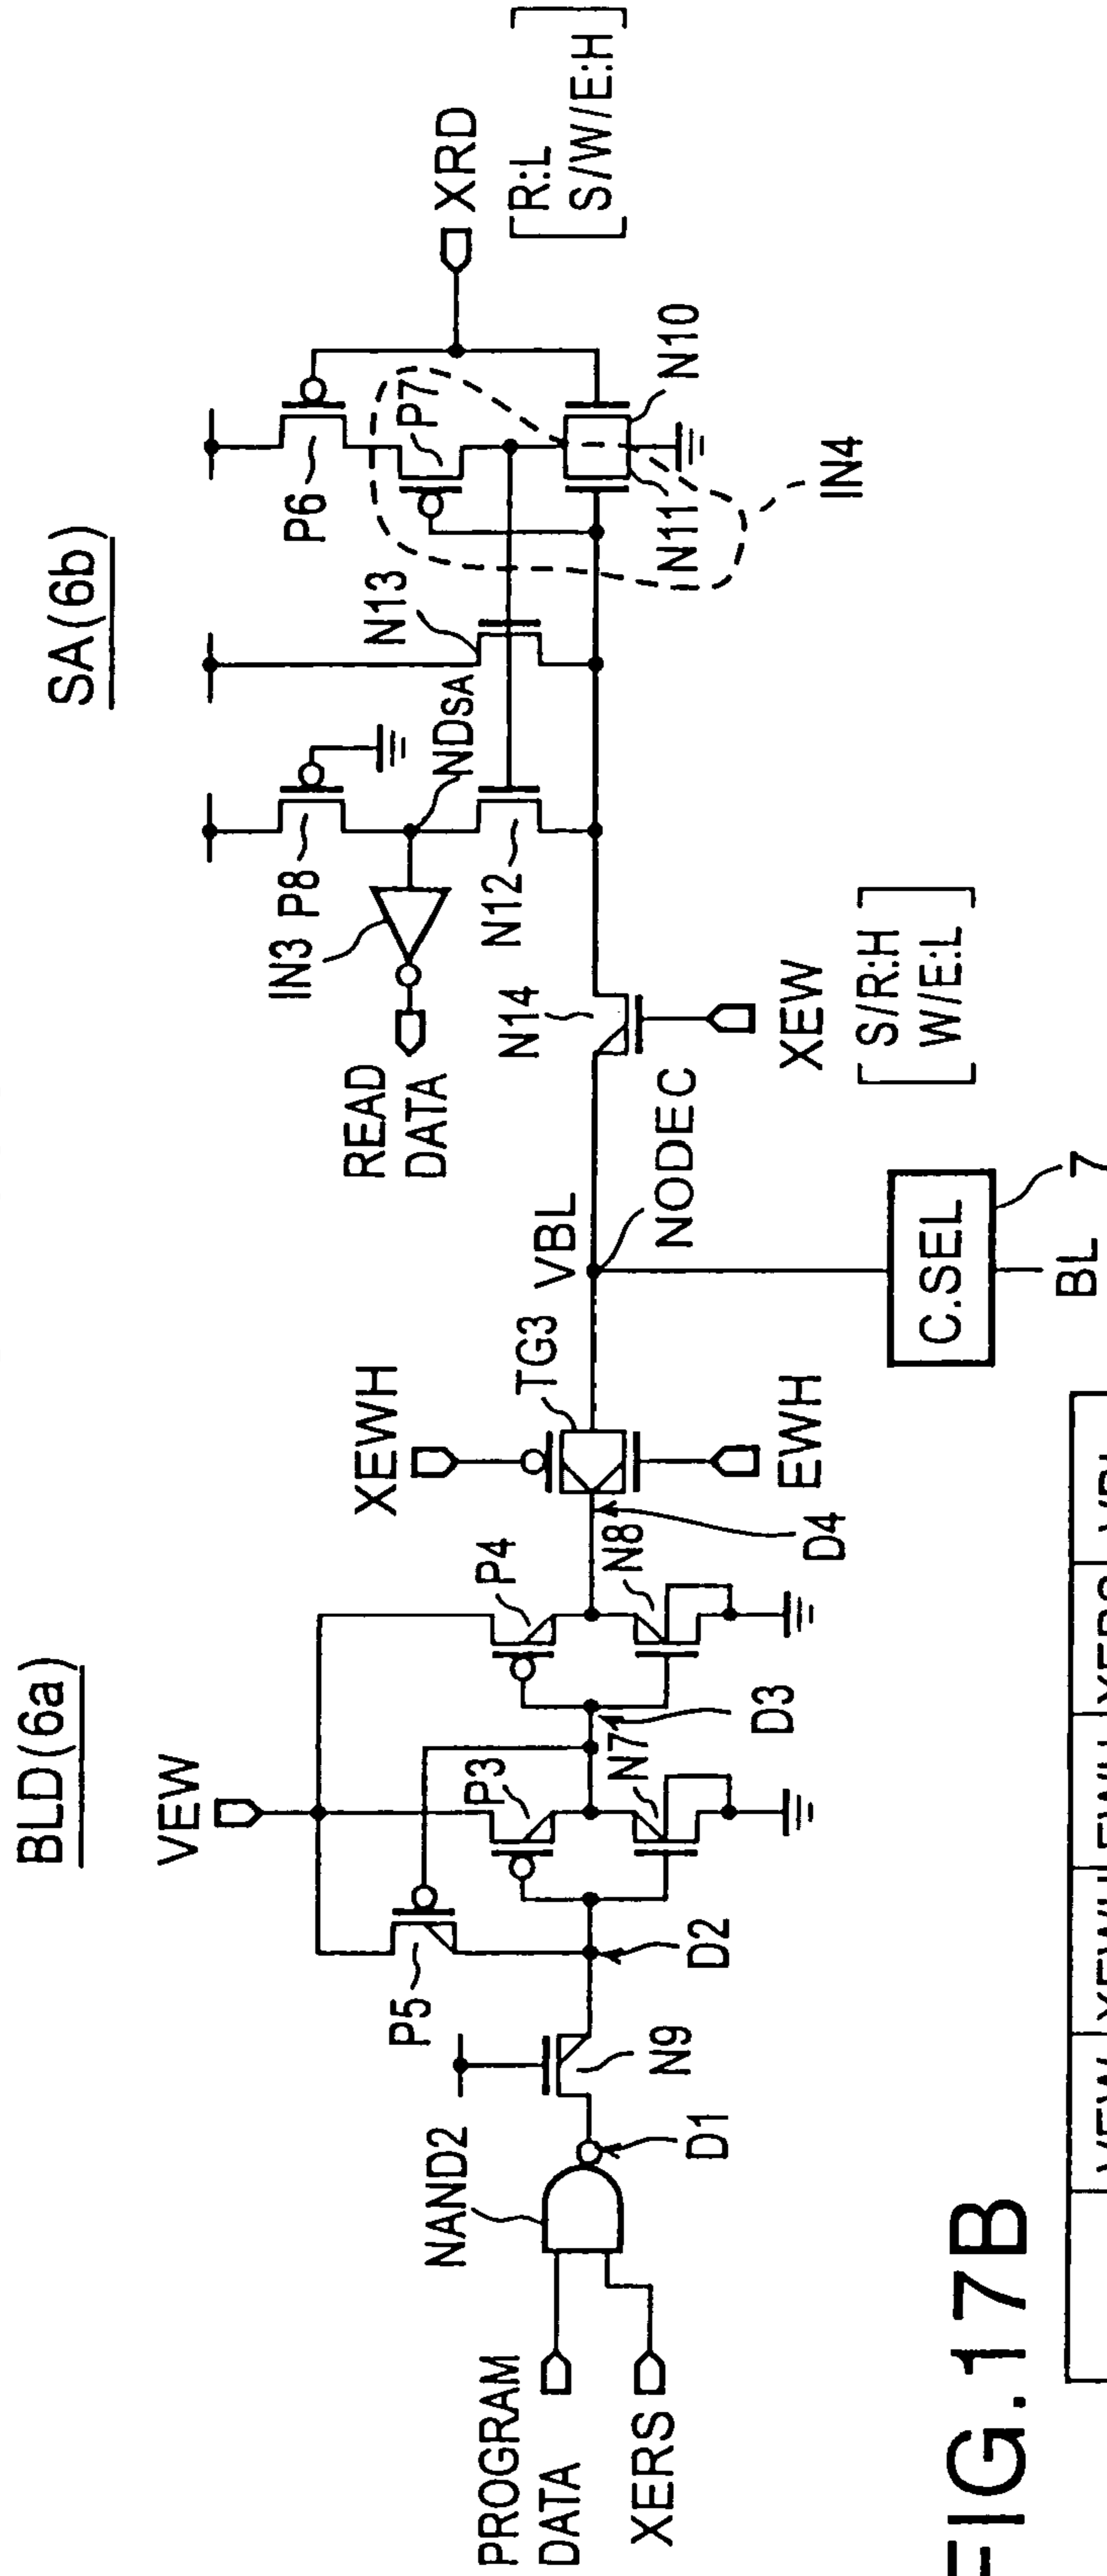 BLD(6a)
SA(6b)
VEW
P5
P3
P4
N7
N8
D3
D4
D2
N9
D1
NAND2
PROGRAM
DATA
XERS
XEWH
TG3
EWH
VBL
NODEC
C.SEL
BL
7
READ
DATA
IN3
P8
NDSA
N12
N13
N14
XEW
S/R:H
W/E:L
P6
P7
N11
N10
IN4
XRD
R:L
S/W/E:H
FIG.17B
VEW